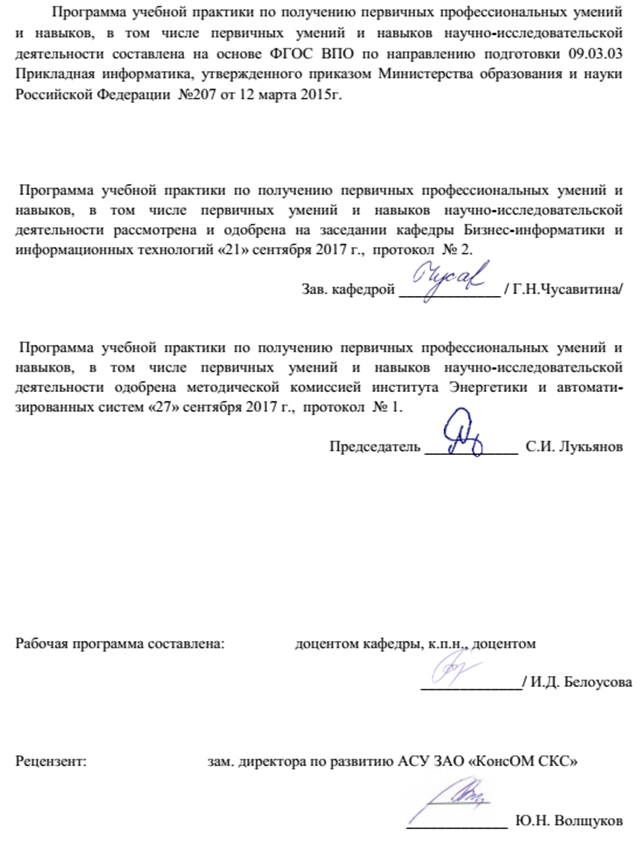 Программа учебной практики по получению первичных профессиональных умений
и навыков, в том числе первичных умений и навыков научно-исследовательской
деятельности составлена на основе ФГОС ВПО по направлению подготовки 09.03.03
Прикладная информатика, утвержденного приказом Министерства образования и науки
Российской Федерации №207 от 12 марта 2015г.
Программа учебной практики по получению первичных профессиональных умений и
навыков, в том числе первичных умений и навыков научно-исследовательской
деятельности рассмотрена и одобрена на заседании кафедры Бизнес-информатики и
информационных технологий «21» сентября 2017 г., протокол № 2.
Зав. кафедрой _____________ / Г.Н.Чусавитина/
Программа учебной практики по получению первичных профессиональных умений и
навыков, в том числе первичных умений и навыков научно-исследовательской
деятельности одобрена методической комиссией института Энергетики и автомати-
зированных систем «27» сентября 2017 г., протокол № 1.
Председатель ____________ С.И. Лукьянов
Рабочая программа составлена: доцентом кафедры, к.п.н., доцентом
_____________/ И.Д. Белоусова
Рецензент: зам. директора по развитию АСУ ЗАО «КонсОМ СКС»
_____________ Ю.Н. Волщуков